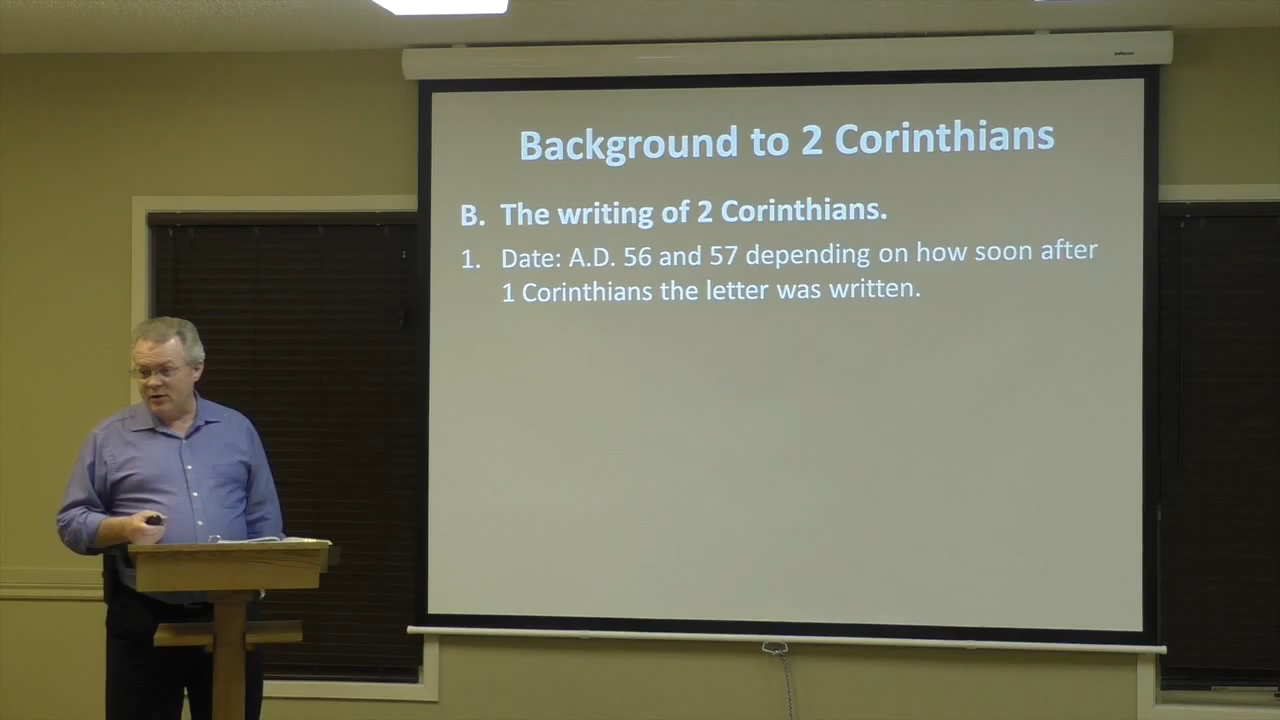 Background to 2 Corinthians
B. The writing of 2 Corinthians.
1. Date: A.D. 56 and 57 depending on how soon after
1 Corinthians the letter was written.